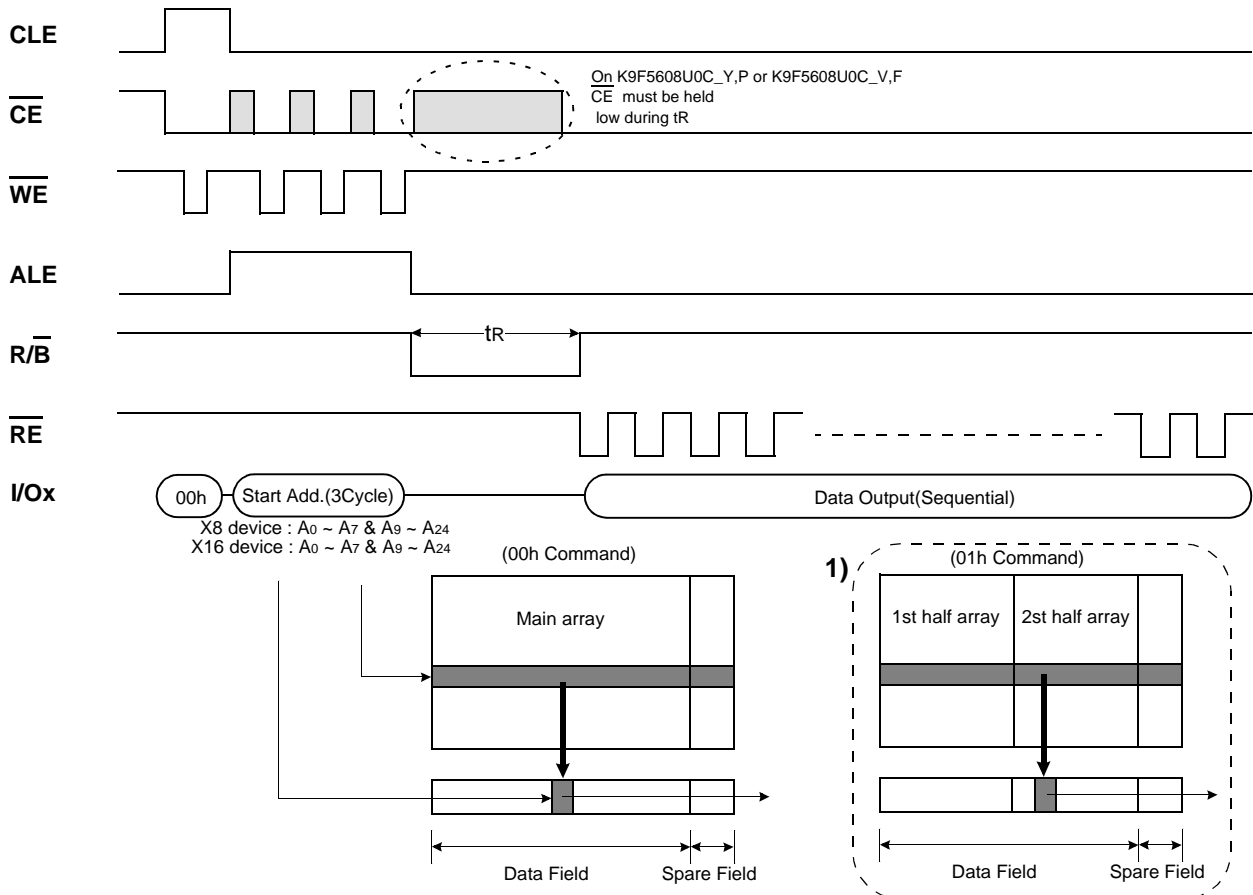 CLE
On K9F5608U0C_Y,P or K9F5608U0C_V,F
CE
CE must be held
low during tR
WE
ALE
tR
R/B
RE
I/Ox
00h
Start Add.(3Cycle)
Data Output(Sequential)
X8 device : A0 ~ A7 & A9 ~ A24
X16 device : A0 ~ A7 & A9 ~ A24
(00h Command)
Main array
Data Field
Spare Field
1)
(01h Command)
1st half array
2st half array
Data Field
Spare Field